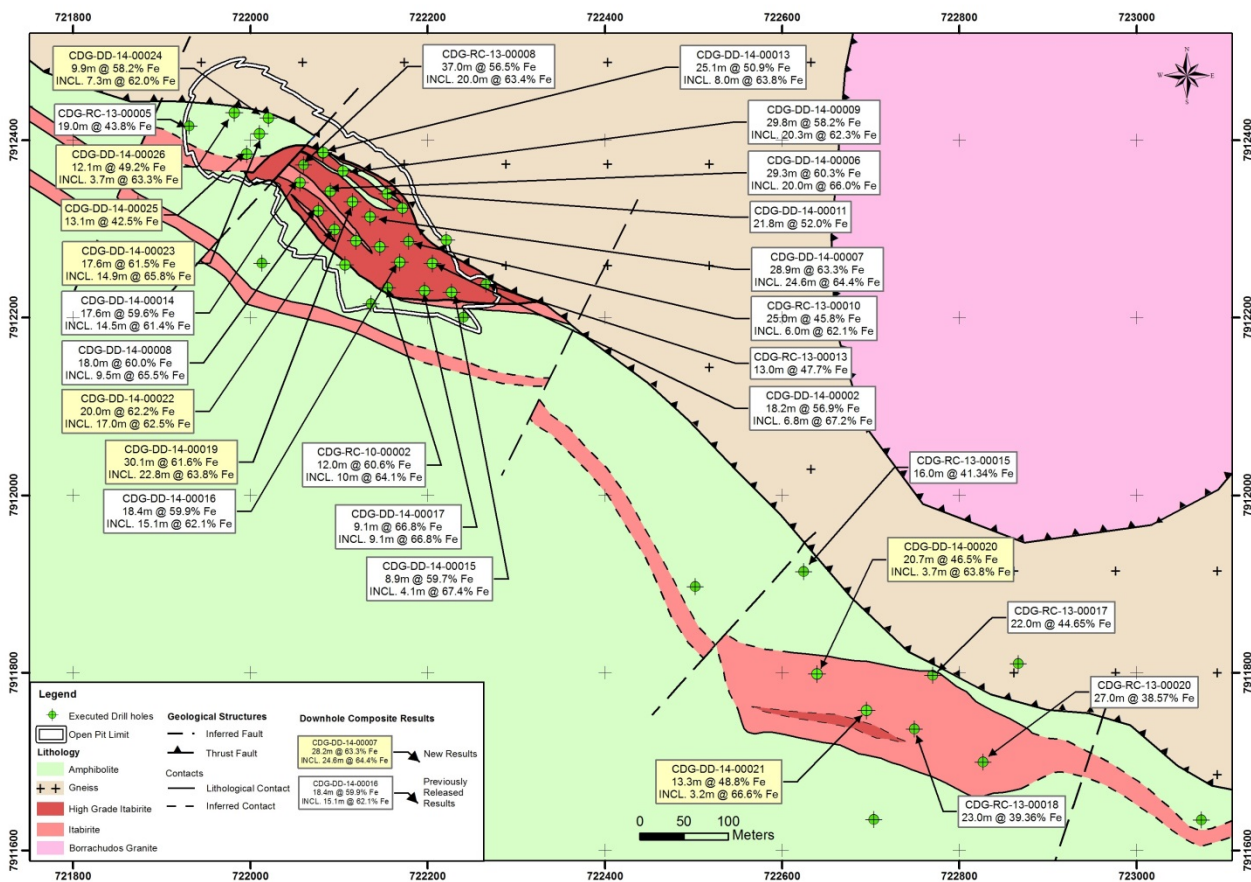 721800
722000
722200
722400
722600
722800
723000
N
W
E
S
7912400
7912200
7912000
7911800
7911600
CDG-DD-14-00024
9.9m @ 58.2% Fe
INCL. 7.3m @ 62.0% Fe
CDG-RC-13-00005
19.0m @ 43.8% Fe
CDG-DD-14-00026
12.1m @ 49.2% Fe
INCL. 3.7m @ 63.3% Fe
CDG-DD-14-00025
13.1m @ 42.5% Fe
CDG-DD-14-00023
17.6m @ 61.5% Fe
INCL. 14.9m @ 65.8% Fe
CDG-DD-14-00014
17.6m @ 59.6% Fe
INCL. 14.5m @ 61.4% Fe
CDG-DD-14-00008
18.0m @ 60.0% Fe
INCL. 9.5m @ 65.5% Fe
CDG-DD-14-00022
20.0m @ 62.2% Fe
INCL. 17.0m @ 62.5% Fe
CDG-DD-14-00019
30.1m @ 61.6% Fe
INCL. 22.8m @ 63.8% Fe
CDG-DD-14-00016
18.4m @ 59.9% Fe
INCL. 15.1m @ 62.1% Fe
CDG-RC-13-00008
37.0m @ 56.5% Fe
INCL. 20.0m @ 63.4% Fe
CDG-DD-14-00013
25.1m @ 50.9% Fe
INCL. 8.0m @ 63.8% Fe
CDG-DD-14-00009
29.8m @ 58.2% Fe
INCL. 20.3m @ 62.3% Fe
CDG-DD-14-00006
29.3m @ 60.3% Fe
INCL. 20.0m @ 66.0% Fe
CDG-DD-14-00011
21.8m @ 52.0% Fe
CDG-DD-14-00007
28.9m @ 63.3% Fe
INCL. 24.6m @ 64.4% Fe
CDG-RC-13-00010
25.0m @ 45.8% Fe
INCL. 6.0m @ 62.1% Fe
CDG-RC-13-00013
13.0m @ 47.7% Fe
CDG-DD-14-00002
18.2m @ 56.9% Fe
INCL. 6.8m @ 67.2% Fe
CDG-RC-10-00002
12.0m @ 60.6% Fe
INCL. 10m @ 64.1% Fe
CDG-DD-14-00017
9.1m @ 66.8% Fe
INCL. 9.1m @ 66.8% Fe
CDG-DD-14-00015
8.9m @ 59.7% Fe
INCL. 4.1m @ 67.4% Fe
CDG-RC-13-00015
16.0m @ 41.34% Fe
CDG-DD-14-00020
20.7m @ 46.5% Fe
INCL. 3.7m @ 63.8% Fe
CDG-RC-13-00017
22.0m @ 44.65% Fe
CDG-RC-13-00020
27.0m @ 38.57% Fe
CDG-DD-14-00021
13.3m @ 48.8% Fe
INCL. 3.2m @ 66.6% Fe
CDG-RC-13-00018
23.0m @ 39.36% Fe
Legend
Executed Drill holes
Open Pit Limit
Lithology
Amphibolite
Gneiss
High Grade Itabirite
Itabirite
Borrachudos Granite
Geological Structures
Inferred Fault
Thrust Fault
Contacts
Lithological Contact
Inferred Contact
Downhole Composite Results
CDG-DD-14-00007
28.2m @ 63.3% Fe
INCL. 24.6m @ 64.4% Fe
New Results
CDG-DD-14-00016
18.4m @ 59.9% Fe
INCL. 15.1m @ 62.1% Fe
Previously
Released
Results
0 50 100
Meters
721800
722000
722200
722400
722600
722800
723000
7912400
7912200
7912000
7911800
7911600